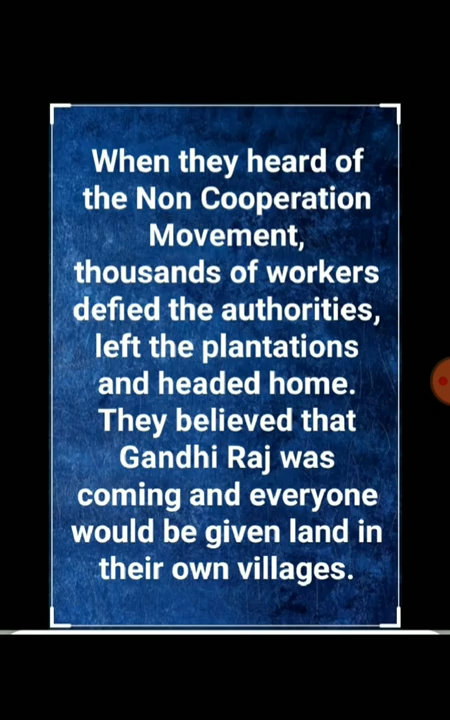 When they heard of
the Non Cooperation
Movement,
thousands of workers
defied the authorities,
left the plantations
and headed home.
They believed that
Gandhi Raj was
coming and everyone
would be given land in
their own villages.